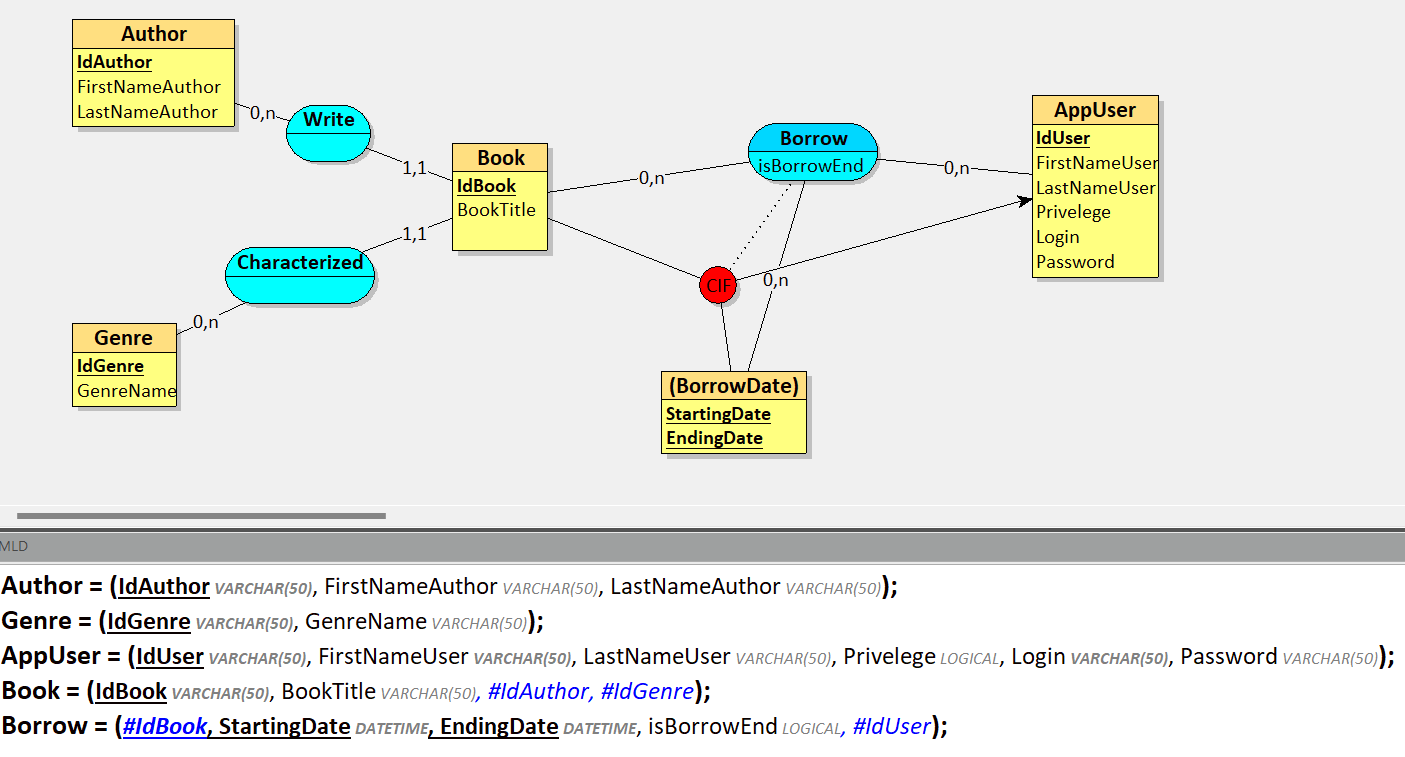 Author
IdAuthor
FirstNameAuthor
LastNameAuthor
0,n
Write
1,1
Book
IdBook
BookTitle
0,n
Borrow
isBorrowEnd
0,n
AppUser
IdUser
FirstNameUser
LastNameUser
Privelege
Login
Password
1,1
Characterized
0,n
Genre
IdGenre
GenreName
CIF
0,n
(BorrowDate)
StartingDate
EndingDate
MLD
Author = (IdAuthor VARCHAR(50), FirstNameAuthor VARCHAR(50), LastNameAuthor VARCHAR(50));
Genre = (IdGenre VARCHAR(50), GenreName VARCHAR(50));
AppUser = (IdUser VARCHAR(50), FirstNameUser VARCHAR(50), LastNameUser VARCHAR(50), Privelege LOGICAL, Login VARCHAR(50), Password VARCHAR(50));
Book = (IdBook VARCHAR(50), BookTitle VARCHAR(50), #IdAuthor, #IdGenre);
Borrow = (#IdBook, StartingDate DATETIME, EndingDate DATETIME, isBorrowEnd LOGICAL, #IdUser);